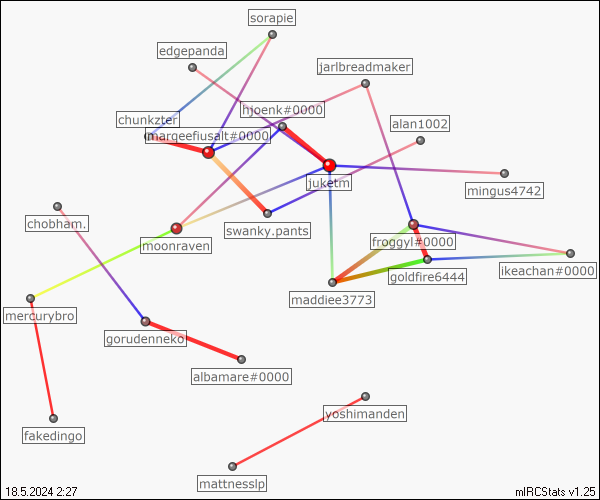 sorapie
edgepanda
jarlbreadmaker
hjoenk#0000
chunkzter
alan1002
marqeefiusalt#0000
juketm
mingus4742
chobham.
swanky.pants
moonraven
froggyl#0000
ikeachan#0000
goldfire6444
maddiee3773
mercurybro
gorudenneko
albamare#0000
yoshimanden
fakedingo
mattnesslp
18.5.2024 2:27
mIRCStats v1.25